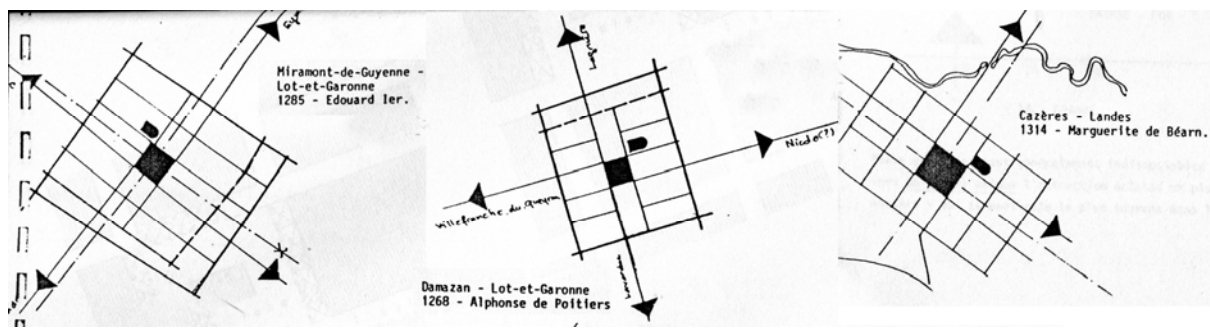 Miramont-de-Guyenne -
Lot-et-Garonne
1285 - Edouard Ier.
Nicole(?)
Villefranche.du.Queyran
Damazan - Lot-et-Garonne
1268 - Alphonse de Poitiers
Cazères - Landes
1314 - Marguerite de Béarn.